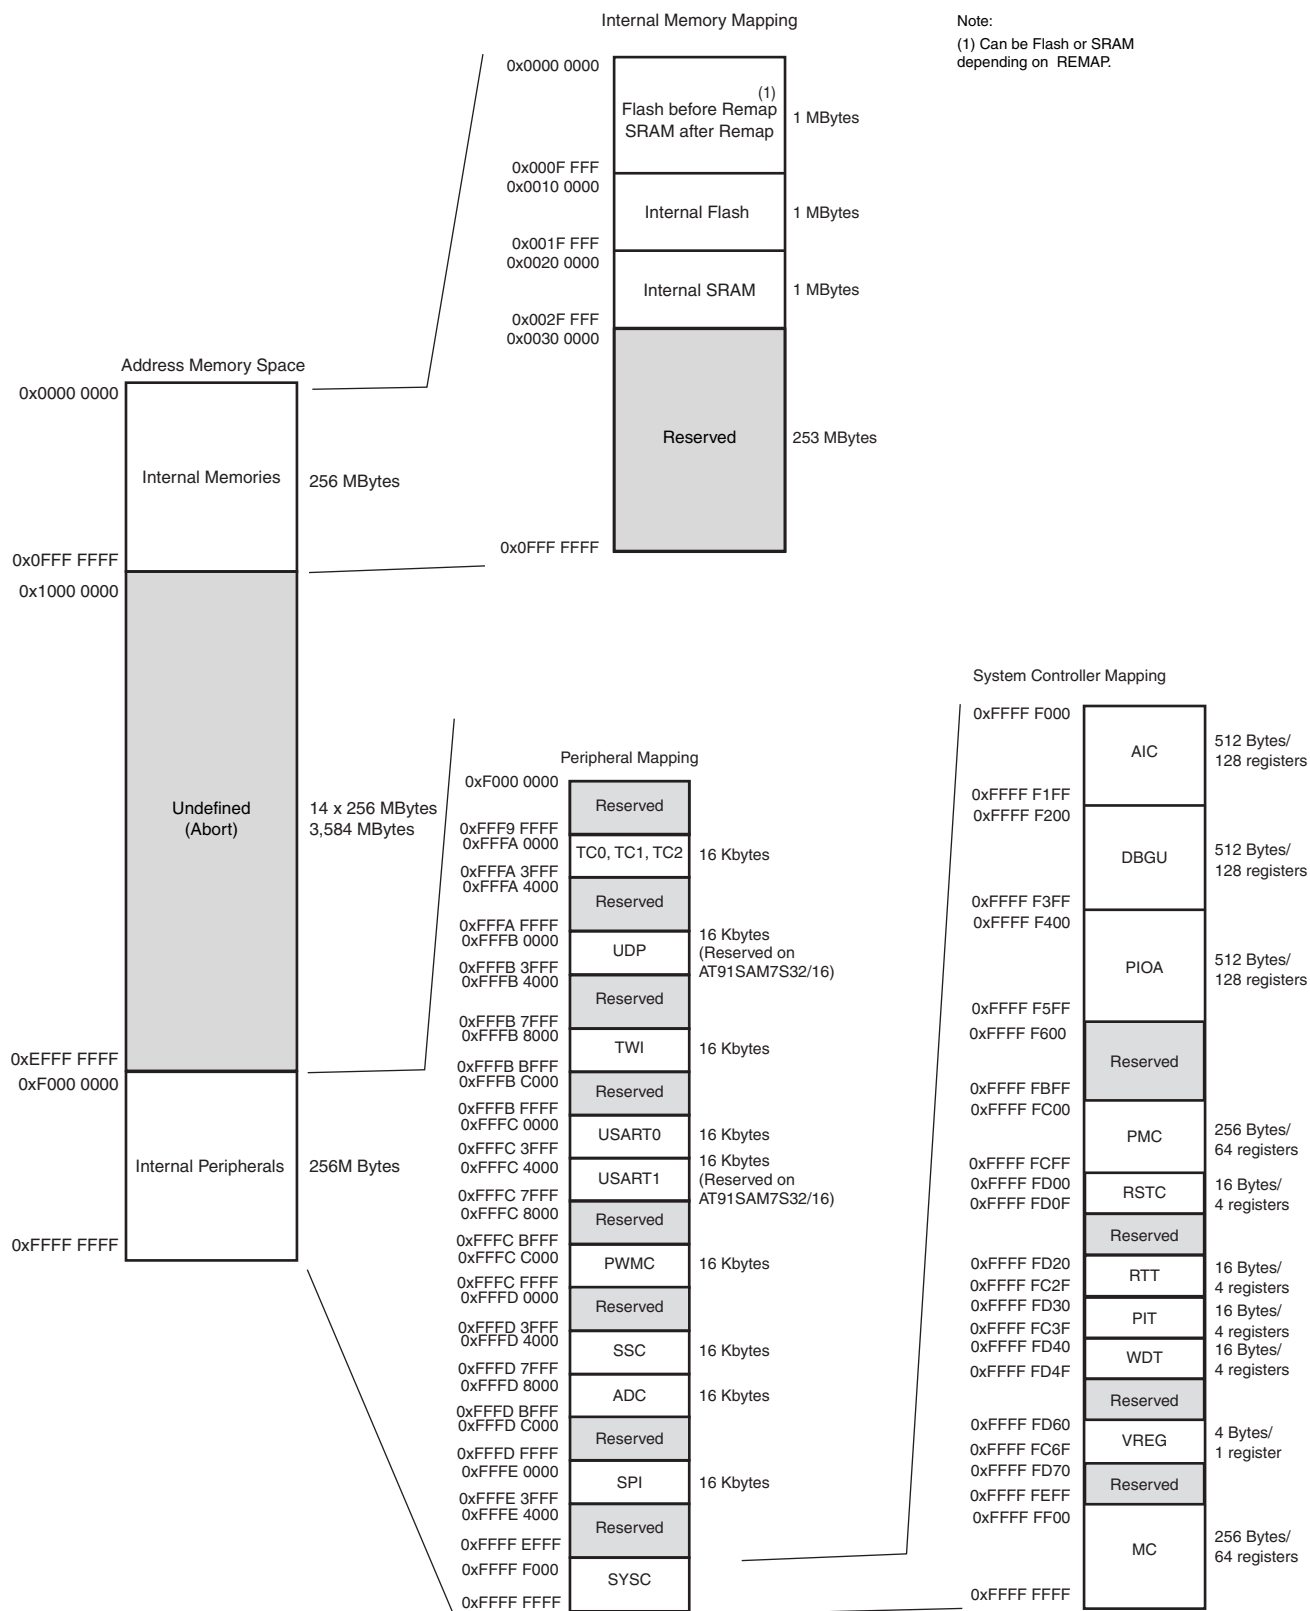 Internal Memory Mapping
Note:
(1) Can be Flash or SRAM
depending on REMAP.
0x0000 0000
(1)
Flash before Remap
SRAM after Remap
1 MBytes
0x000F FFF
0x0010 0000
Internal Flash
1 MBytes
0x001F FFF
0x0020 0000
Internal SRAM
1 MBytes
0x002F FFF
0x0030 0000
Reserved
253 MBytes
0x0FFF FFFF
Address Memory Space
0x0000 0000
Internal Memories
256 MBytes
0x0FFF FFFF
0x1000 0000
Undefined
(Abort)
14 x 256 MBytes
3,584 MBytes
0xEFFF FFFF
0xF000 0000
Internal Peripherals
256M Bytes
0xFFFF FFFF
Peripheral Mapping
0xF000 0000
Reserved
0xFFF9 FFFF
0xFFFA 0000
TC0, TC1, TC2
16 Kbytes
0xFFFA 3FFF
0xFFFA 4000
Reserved
0xFFFA FFFF
0xFFFB 0000
UDP
16 Kbytes
(Reserved on
AT91SAM7S32/16)
0xFFFB 3FFF
0xFFFB 4000
Reserved
0xFFFB 7FFF
0xFFFB 8000
TWI
16 Kbytes
0xFFFB BFFF
0xFFFB C000
Reserved
0xFFFB FFFF
0xFFFC 0000
USART0
16 Kbytes
0xFFFC 3FFF
0xFFFC 4000
USART1
16 Kbytes
(Reserved on
AT91SAM7S32/16)
0xFFFC 7FFF
0xFFFC 8000
Reserved
0xFFFC BFFF
0xFFFC C000
PWMC
16 Kbytes
0xFFFC FFFF
0xFFFD 0000
Reserved
0xFFFD 3FFF
0xFFFD 4000
SSC
16 Kbytes
0xFFFD 7FFF
0xFFFD 8000
ADC
16 Kbytes
0xFFFD BFFF
0xFFFD C000
Reserved
0xFFFD FFFF
0xFFFE 0000
SPI
16 Kbytes
0xFFFE 3FFF
0xFFFE 4000
Reserved
0xFFFF EFFF
0xFFFF F000
SYSC
0xFFFF FFFF
System Controller Mapping
0xFFFF F000
AIC
512 Bytes/
128 registers
0xFFFF F1FF
0xFFFF F200
DBGU
512 Bytes/
128 registers
0xFFFF F3FF
0xFFFF F400
PIOA
512 Bytes/
128 registers
0xFFFF F5FF
0xFFFF F600
Reserved
0xFFFF FBFF
0xFFFF FC00
PMC
256 Bytes/
64 registers
0xFFFF FCFF
0xFFFF FD00
RSTC
16 Bytes/
4 registers
0xFFFF FD0F
Reserved
0xFFFF FD20
RTT
16 Bytes/
4 registers
0xFFFF FC2F
0xFFFF FD30
PIT
16 Bytes/
4 registers
0xFFFF FC3F
0xFFFF FD40
WDT
16 Bytes/
4 registers
0xFFFF FD4F
Reserved
0xFFFF FD60
VREG
4 Bytes/
1 register
0xFFFF FC6F
0xFFFF FD70
Reserved
0xFFFF FEFF
0xFFFF FF00
MC
256 Bytes/
64 registers
0xFFFF FFFF